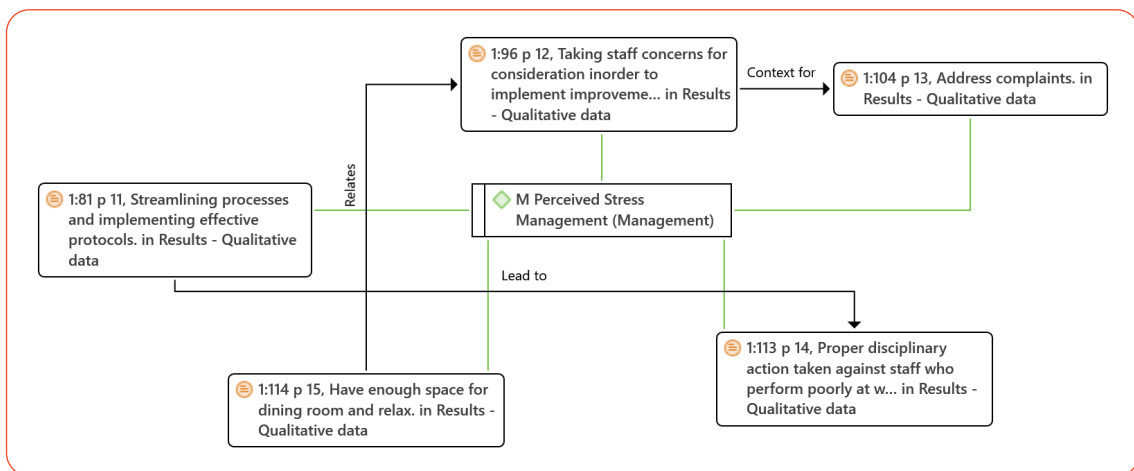 1:96 p 12, Taking staff concerns for
consideration inorder to
implement improveme... in Results
- Qualitative data
Context for
1:104 p 13, Address complaints. in
Results - Qualitative data
Relates
1:81 p 11, Streamlining processes
and implementing effective
protocols. in Results - Qualitative
data
M Perceived Stress
Management (Management)
Lead to
1:113 p 14, Proper disciplinary
action taken against staff who
perform poorly at w... in Results -
Qualitative data
1:114 p 15, Have enough space for
dining room and relax. in Results -
Qualitative data